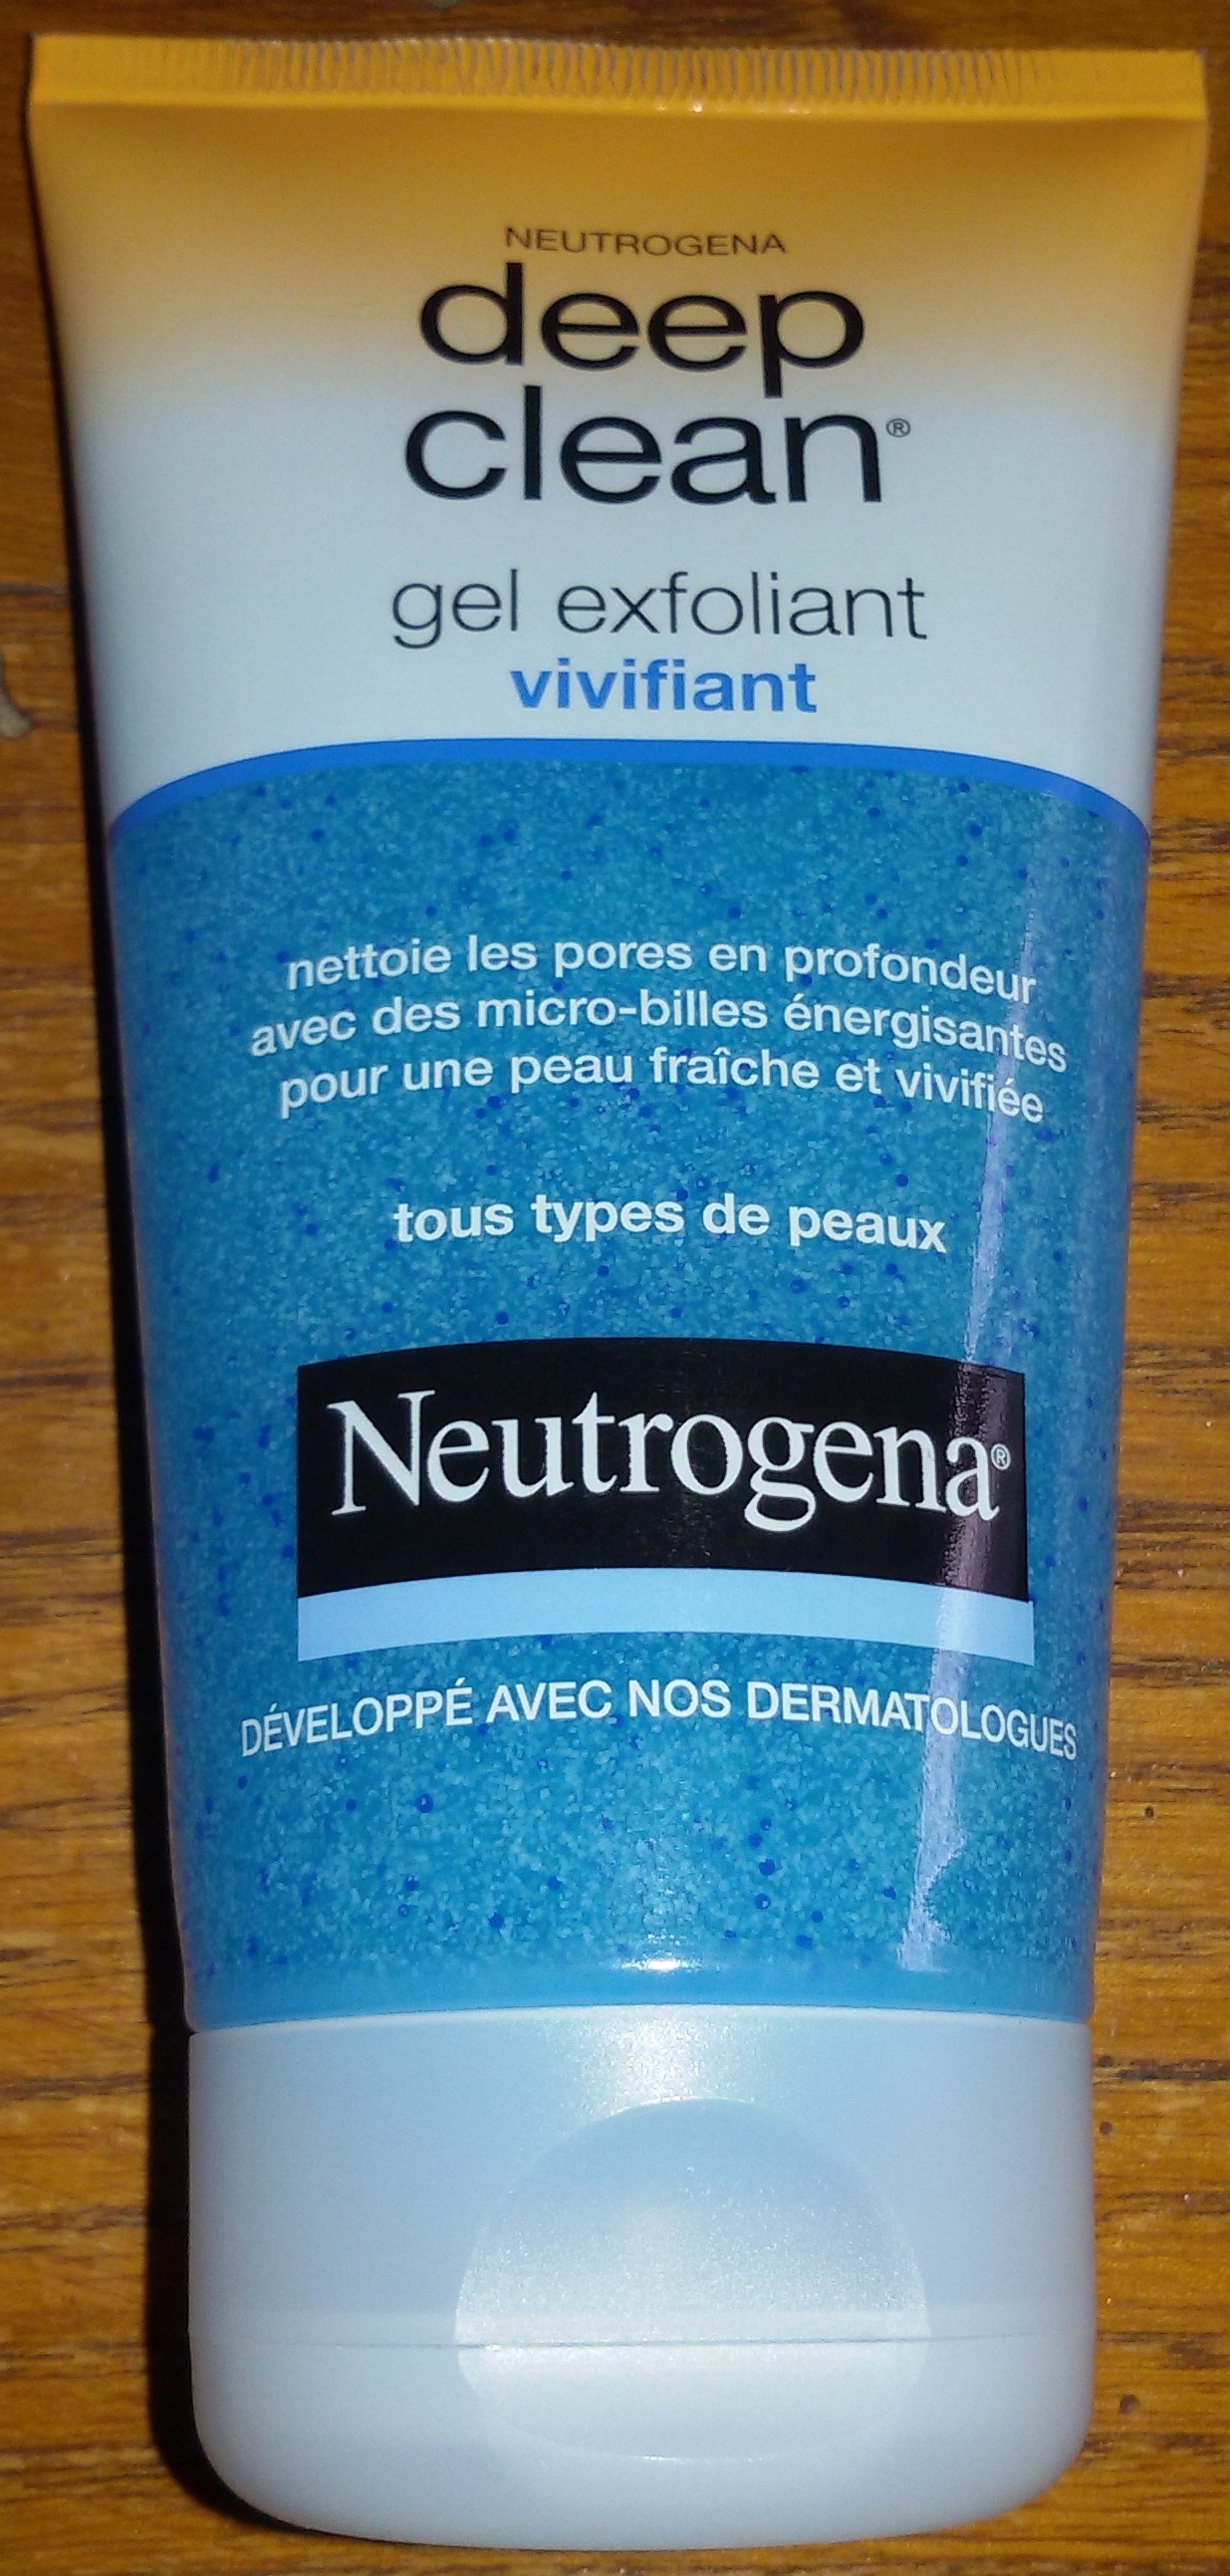 NEUTROGENA
deep
clean®
gel exfoliant
vivifiant
nettoie les pores en profondeur
avec des micro-billes énergisantes
pour une peau fraîche et vivifiée
tous types de peaux
Neutrogena®
DÉVELOPPÉ AVEC NOS DERMATOLOGUES